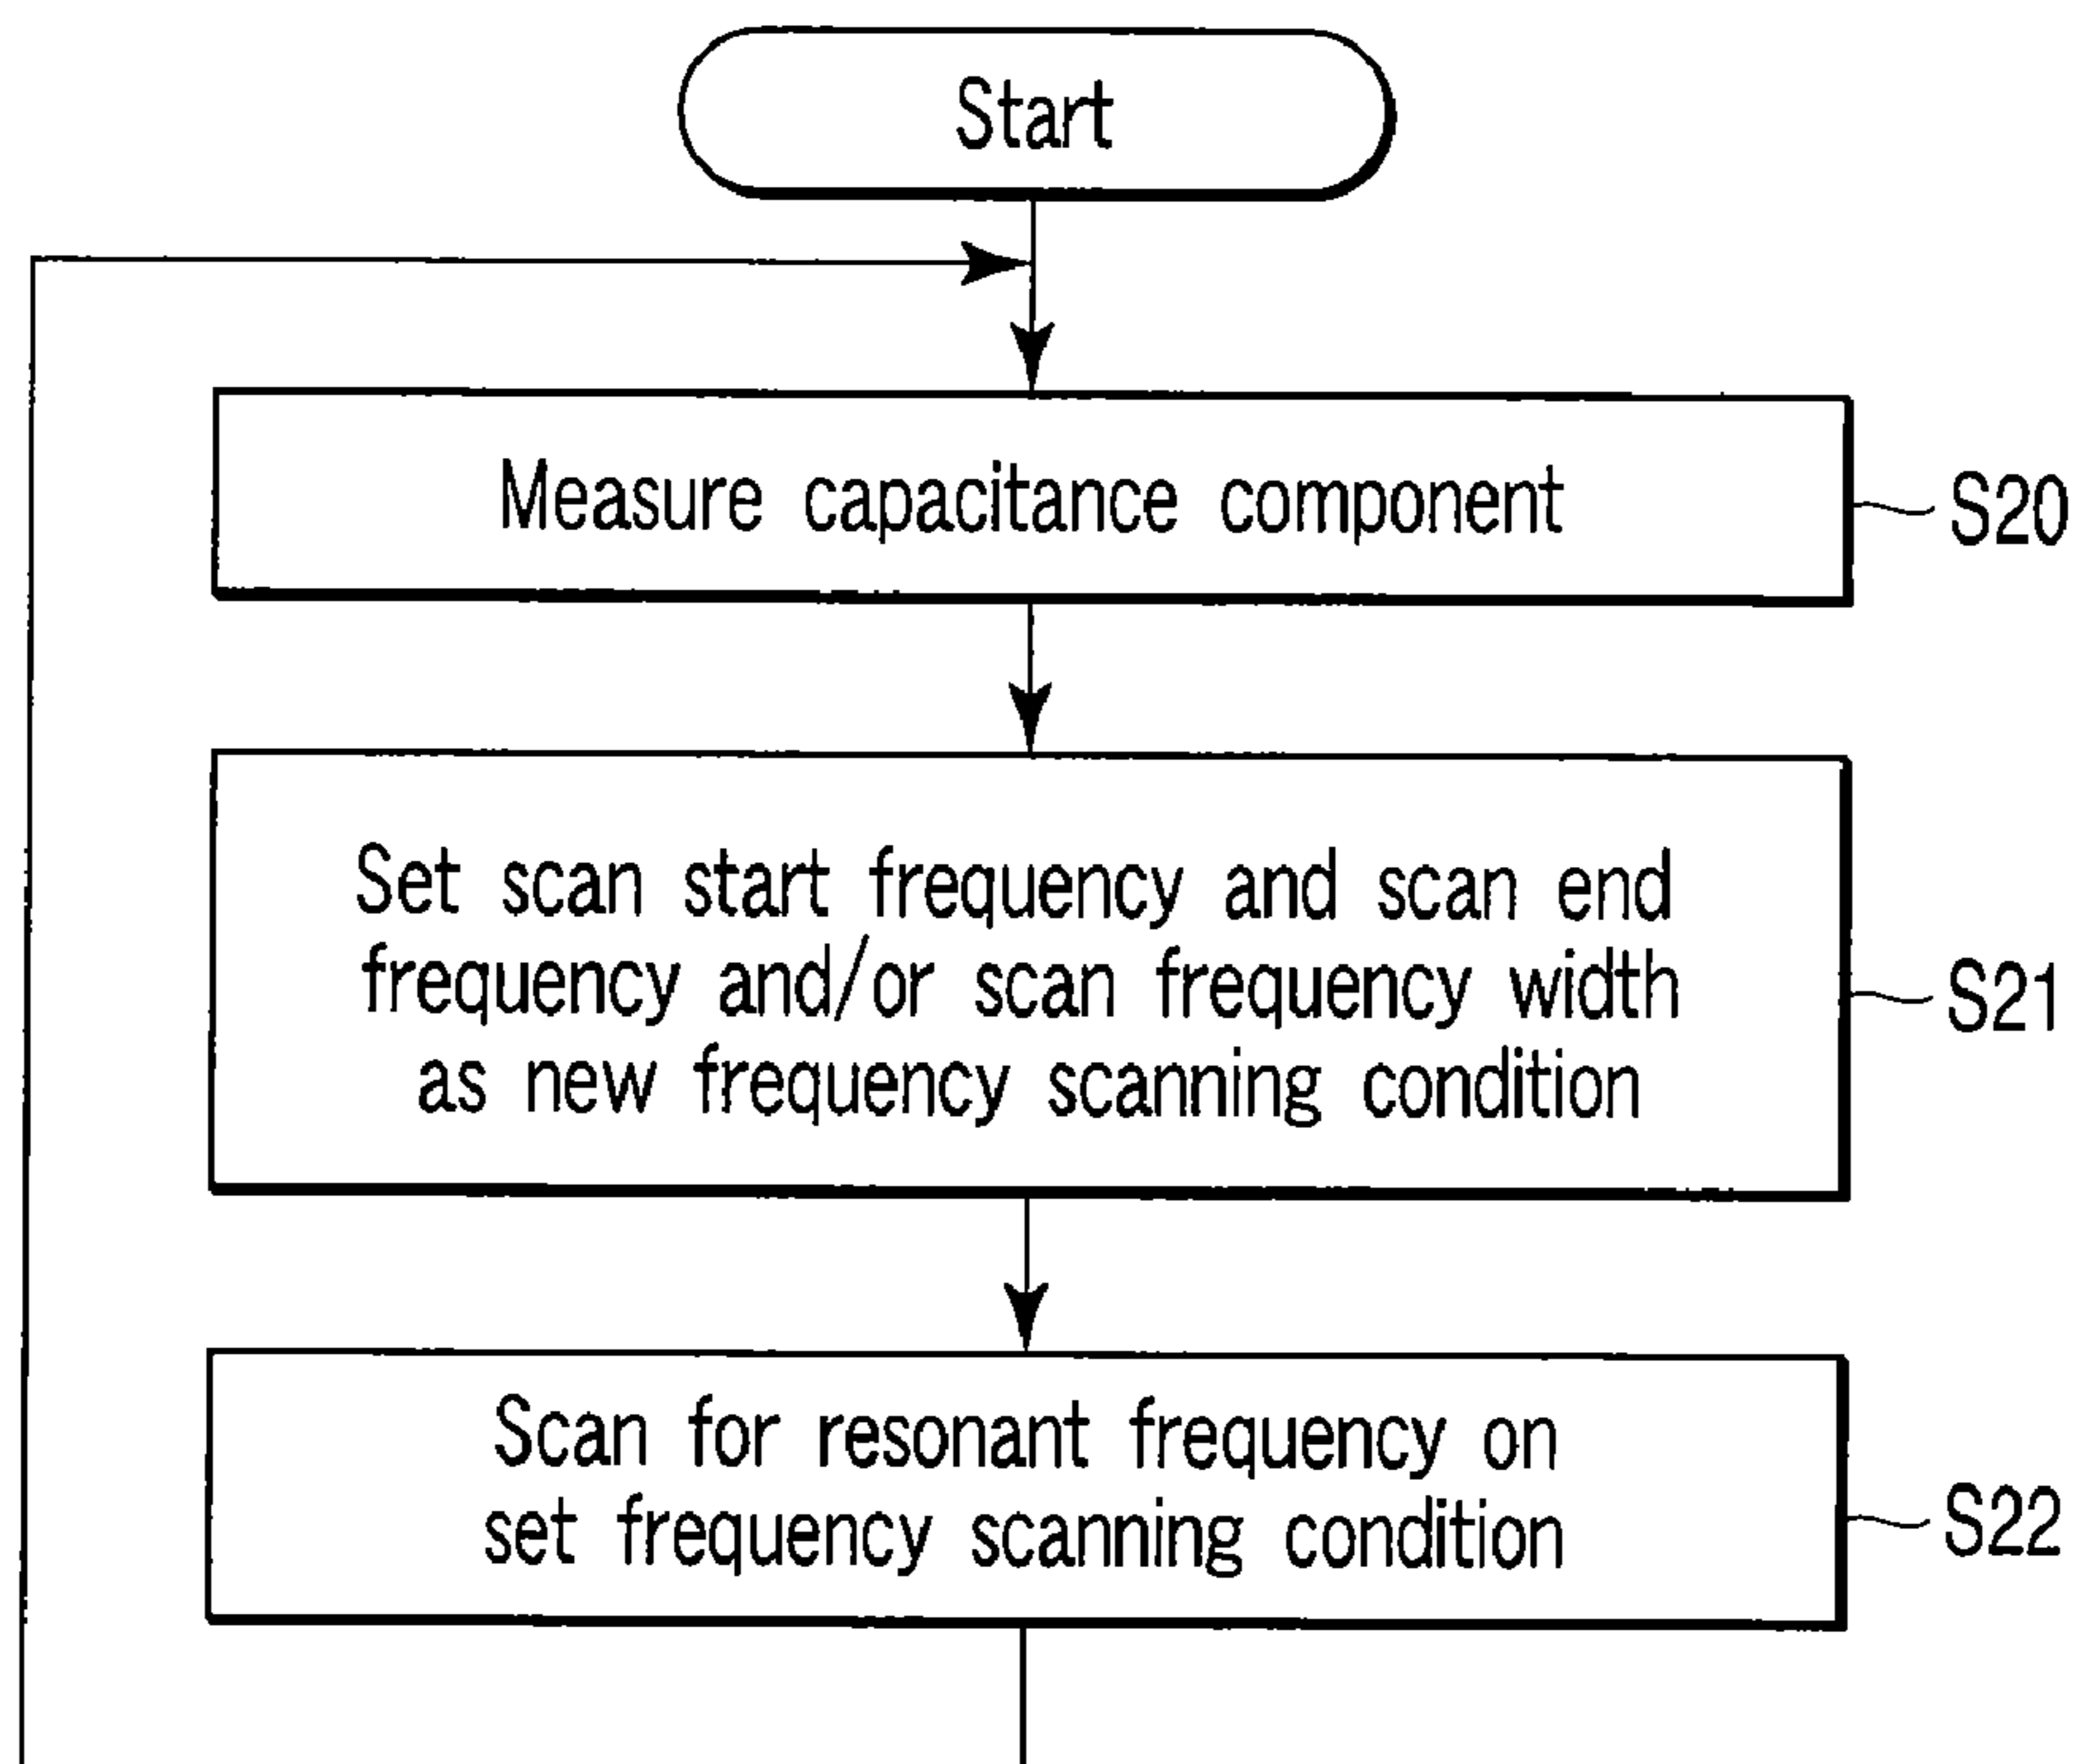 Start
Measure capacitance component
S20
Set scan start frequency and scan end
frequency and/or scan frequency width
as new frequency scanning condition
S21
Scan for resonant frequency on
set frequency scanning condition
S22